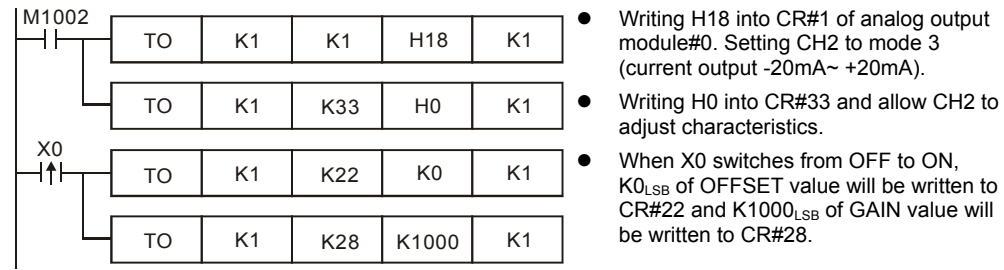 M1002
TO K1 K1 H18 K1
TO K1 K33 H0 K1
X0
TO K1 K22 K0 K1
TO K1 K28 K1000 K1
● Writing H18 into CR#1 of analog output
module#0. Setting CH2 to mode 3
(current output -20mA~ +20mA).
● Writing H0 into CR#33 and allow CH2 to
adjust characteristics.
● When X0 switches from OFF to ON,
K0LSB of OFFSET value will be written to
CR#22 and K1000LSB of GAIN value will
be written to CR#28.